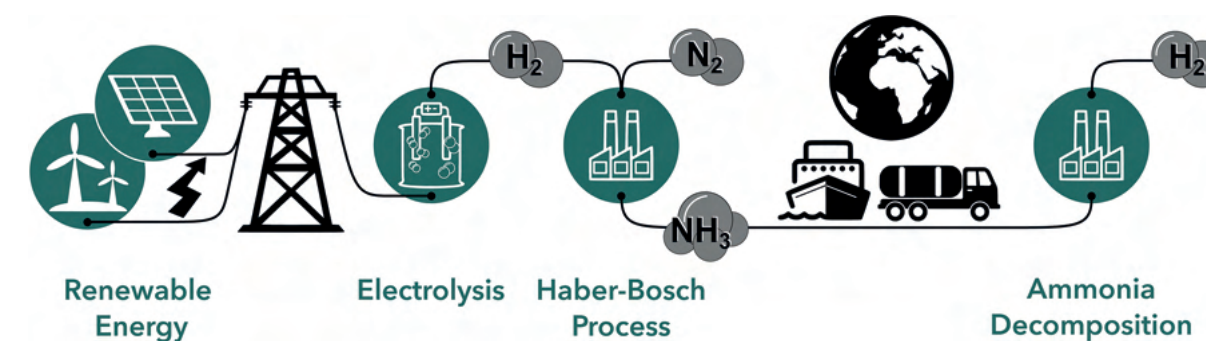 H2
N2
H2
NH3
Renewable
Energy
Electrolysis
Haber-Bosch
Process
Ammonia
Decomposition